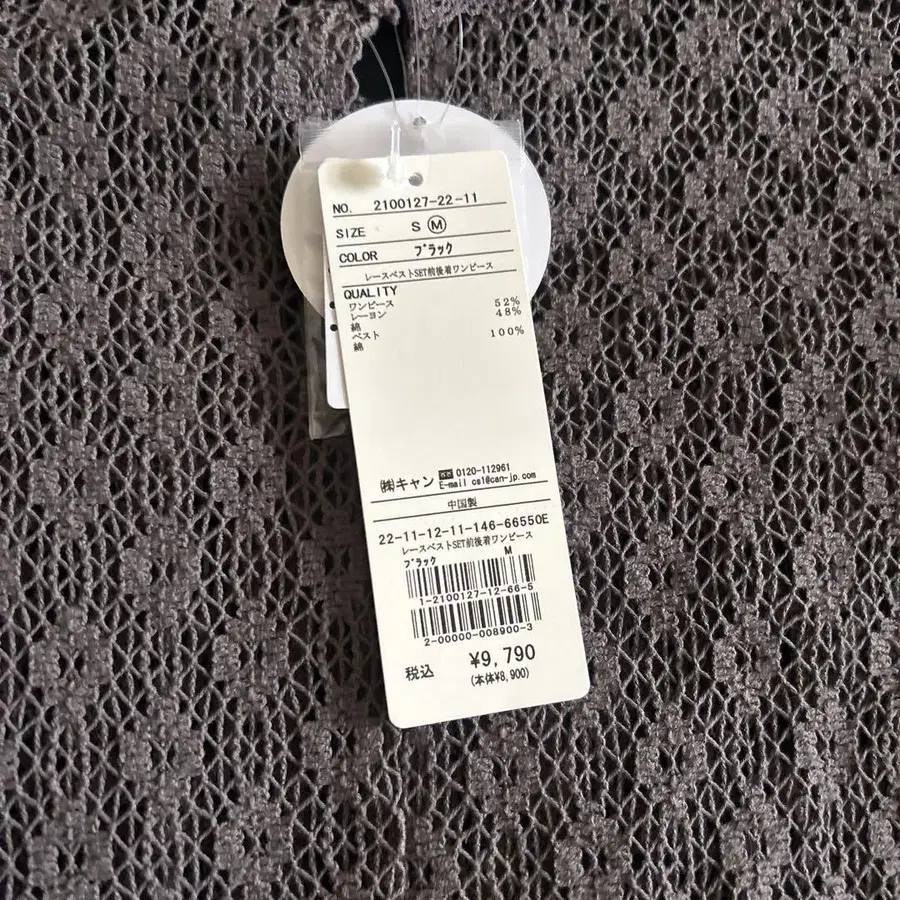 NO. 2100127-22-11
SIZE S Ⓜ
COLOR ブラック
レースベストSET前後着ワンピース
QUALITY
ワンピース
レーヨン 52%
綿 48%
ベスト
綿 100%
㈱キャン 0120-112961
E-mail cs1@can-jp.com
中国製
22-11-12-11-146-66550E
レースベストSET前後着ワンピース
ブラック M
1-2100127-12-66-5
2-00000-008900-3
税込 ¥9,790
(本体¥8,900)